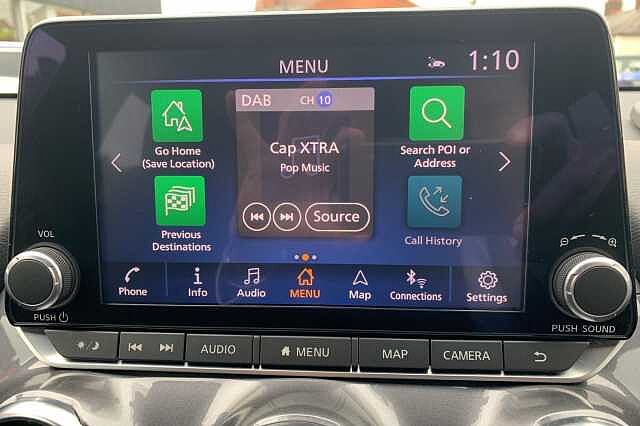 MENU
1:10
DAB CH 10
Go Home
(Save Location)
Cap XTRA
Pop Music
Search POI or
Address
Previous
Destinations
Source
Call History
Phone
Info
Audio
MENU
Map
Connections
Settings
VOL
PUSH
PUSH SOUND
AUDIO
MENU
MAP
CAMERA